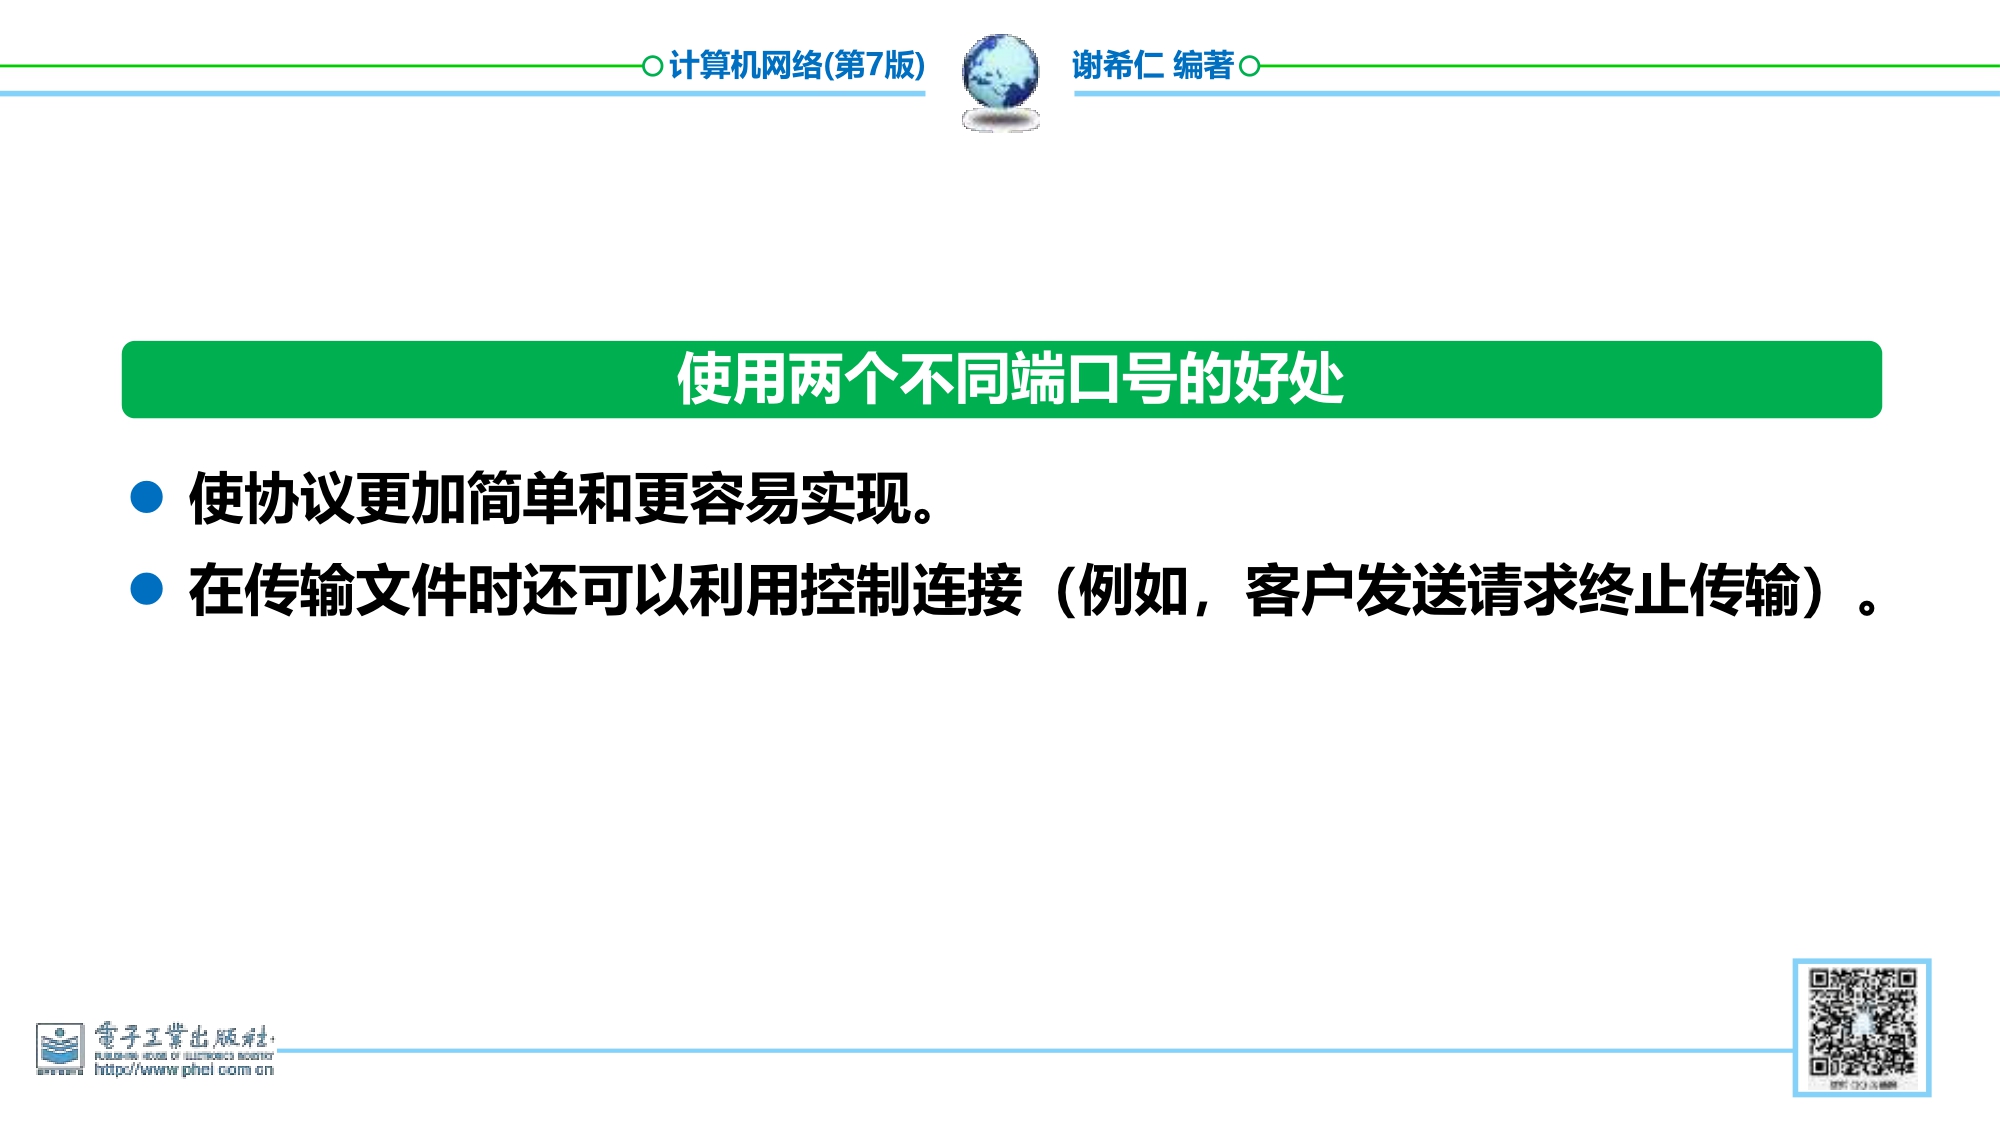 计算机网络(第7版)
谢希仁 编著
使用两个不同端口号的好处
使协议更加简单和更容易实现。
在传输文件时还可以利用控制连接（例如，客户发送请求终止传输）。
電子工業出版社
PUBLISHING HOUSE OF ELECTRONICS INDUSTRY
http://www.phei.com.cn